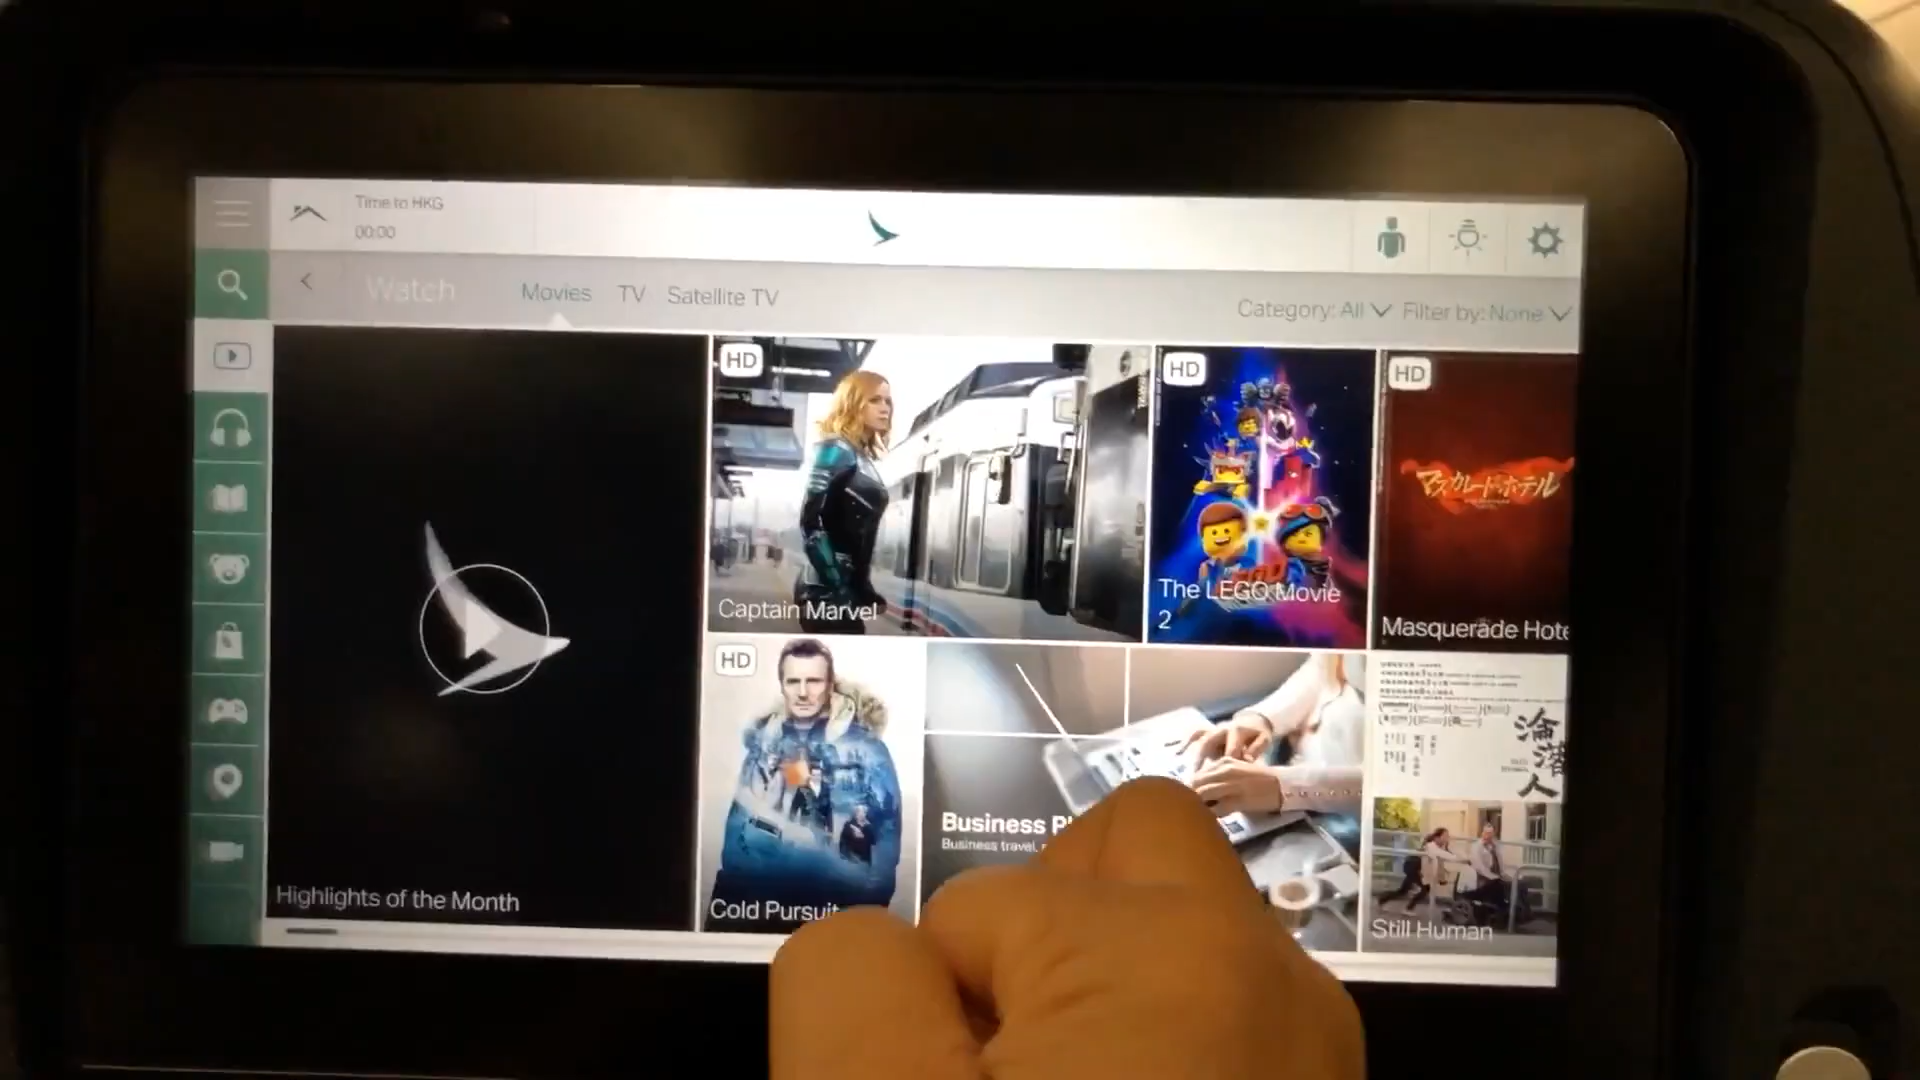 Time to HKG
00:00
Watch
Movies
TV
Satellite TV
Category: All
Filter by: None
HD
Captain Marvel
HD
The LEGO Movie
2
HD
マスカレード・ホテル
Masquerade Hote
Highlights of the Month
HD
Cold Pursuit
Business Pl
Business travel,
淪落人
Still Human